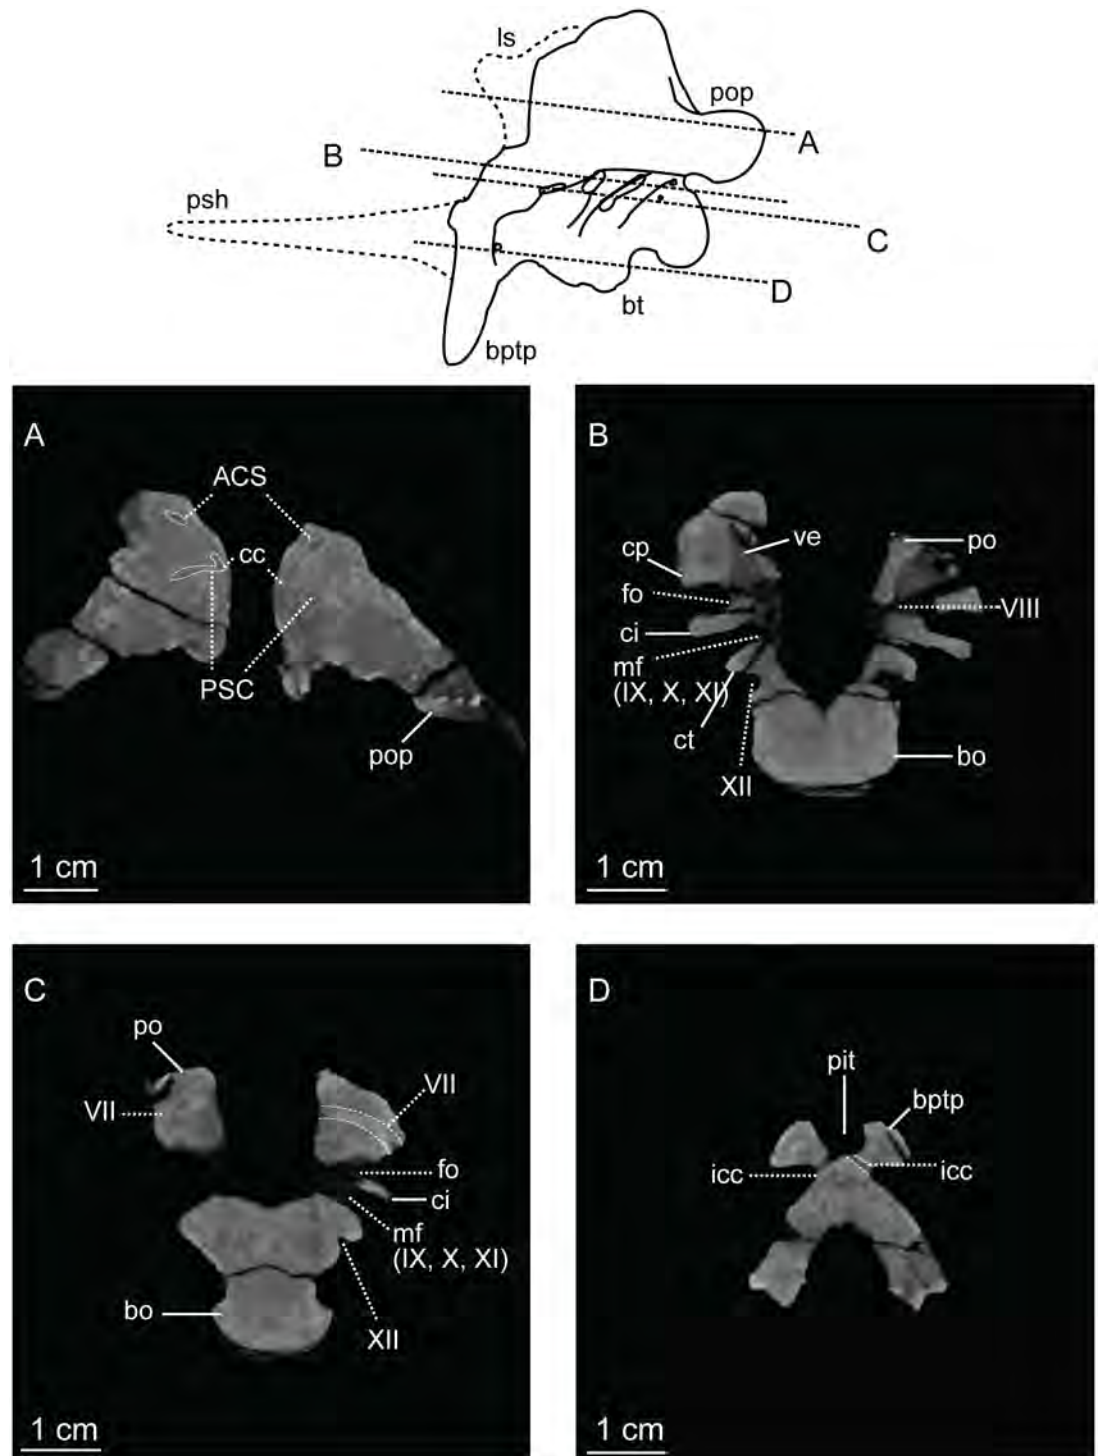 ls
pop
A
B
psh
C
D
bt
bptp
A
ACS
cc
PSC
pop
1 cm
B
ve
po
cp
fo
VIII
ci
mf
(IX, X, XI)
ct
bo
XII
1 cm
C
po
VII
VII
fo
ci
mf
(IX, X, XI)
bo
XII
1 cm
D
pit
bptp
icc
icc
1 cm